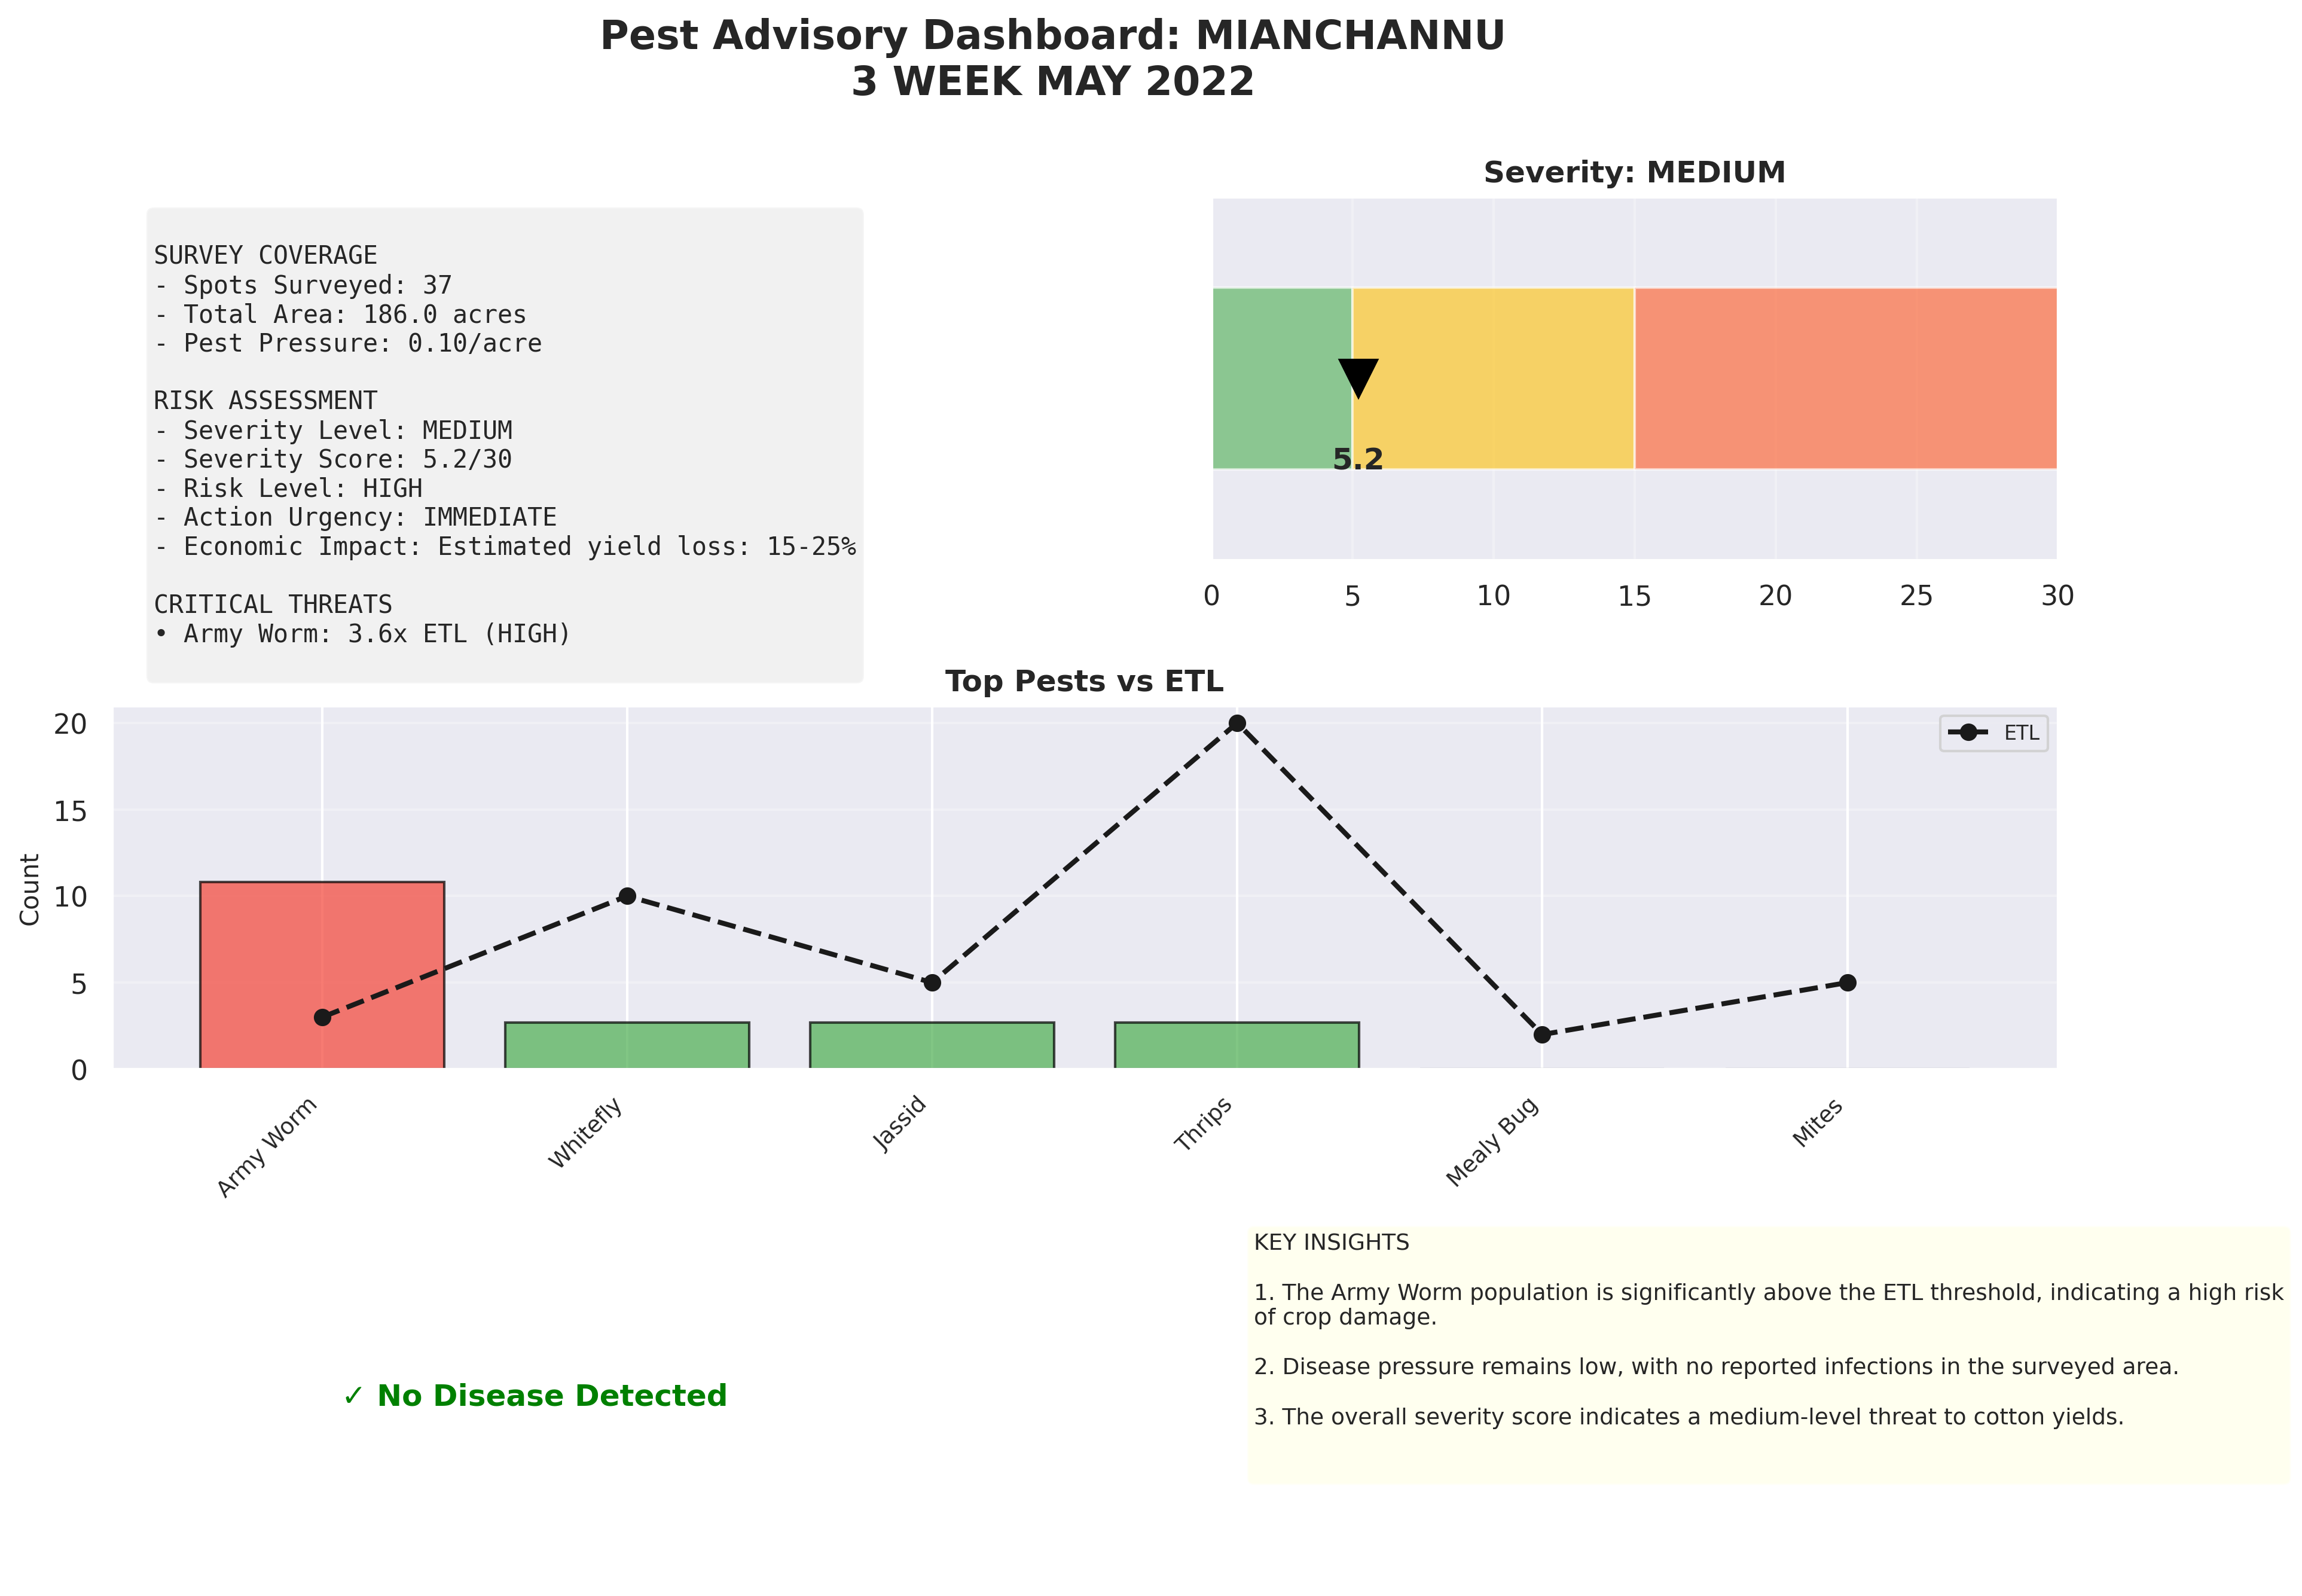 Pest Advisory Dashboard: MIANCHANNU
3 WEEK MAY 2022
SURVEY COVERAGE
- Spots Surveyed: 37
- Total Area: 186.0 acres
- Pest Pressure: 0.10/acre
RISK ASSESSMENT
- Severity Level: MEDIUM
- Severity Score: 5.2/30
- Risk Level: HIGH
- Action Urgency: IMMEDIATE
- Economic Impact: Estimated yield loss: 15-25%
CRITICAL THREATS
• Army Worm: 3.6x ETL (HIGH)
Severity: MEDIUM
5.2
0 5 10 15 20 25 30
Top Pests vs ETL
ETL
Count
20
15
10
5
0
Army Worm
Whitefly
Jassid
Thrips
Mealy Bug
Mites
✓ No Disease Detected
KEY INSIGHTS
1. The Army Worm population is significantly above the ETL threshold, indicating a high risk
of crop damage.
2. Disease pressure remains low, with no reported infections in the surveyed area.
3. The overall severity score indicates a medium-level threat to cotton yields.